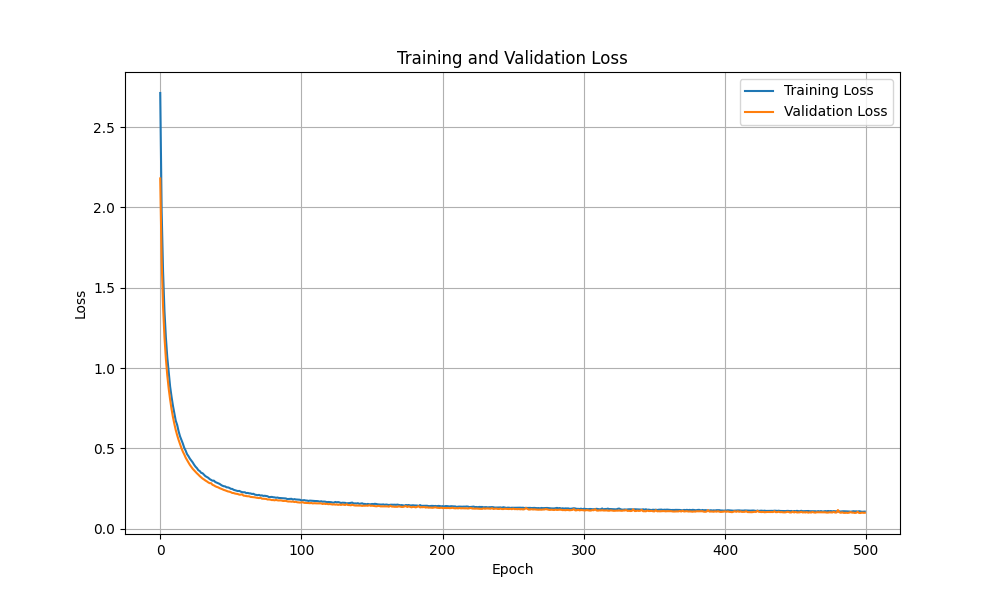 Training and Validation Loss
Training Loss
Validation Loss
2.5
2.0
1.5
1.0
0.5
0.0
Loss
0 100 200 300 400 500
Epoch